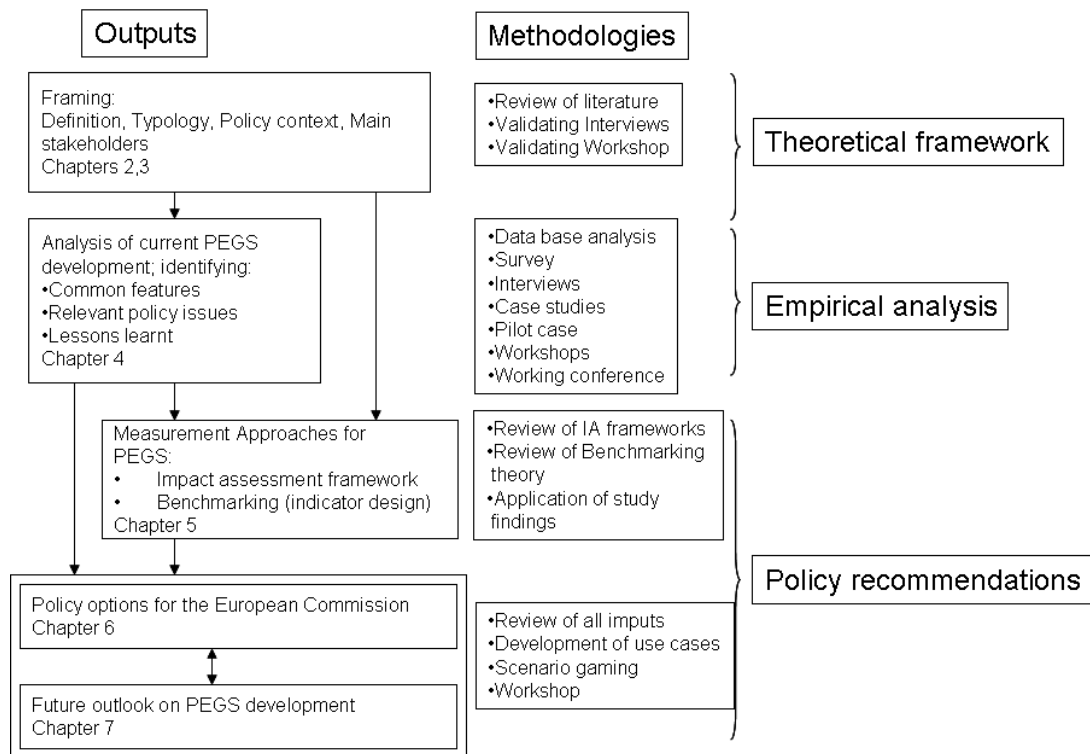 Outputs
Methodologies
Framing:
Definition, Typology, Policy context, Main
stakeholders
Chapters 2,3
•Review of literature
•Validating Interviews
•Validating Workshop
Theoretical framework
Analysis of current PEGS
development; identifying:
•Common features
•Relevant policy issues
•Lessons learnt
Chapter 4
•Data base analysis
•Survey
•Interviews
•Case studies
•Pilot case
•Workshops
•Working conference
Empirical analysis
Measurement Approaches for
PEGS:
• Impact assessment framework
• Benchmarking (indicator design)
Chapter 5
•Review of IA frameworks
•Review of Benchmarking
theory
•Application of study
findings
Policy recommendations
Policy options for the European Commission
Chapter 6
Future outlook on PEGS development
Chapter 7
•Review of all imputs
•Development of use cases
•Scenario gaming
•Workshop